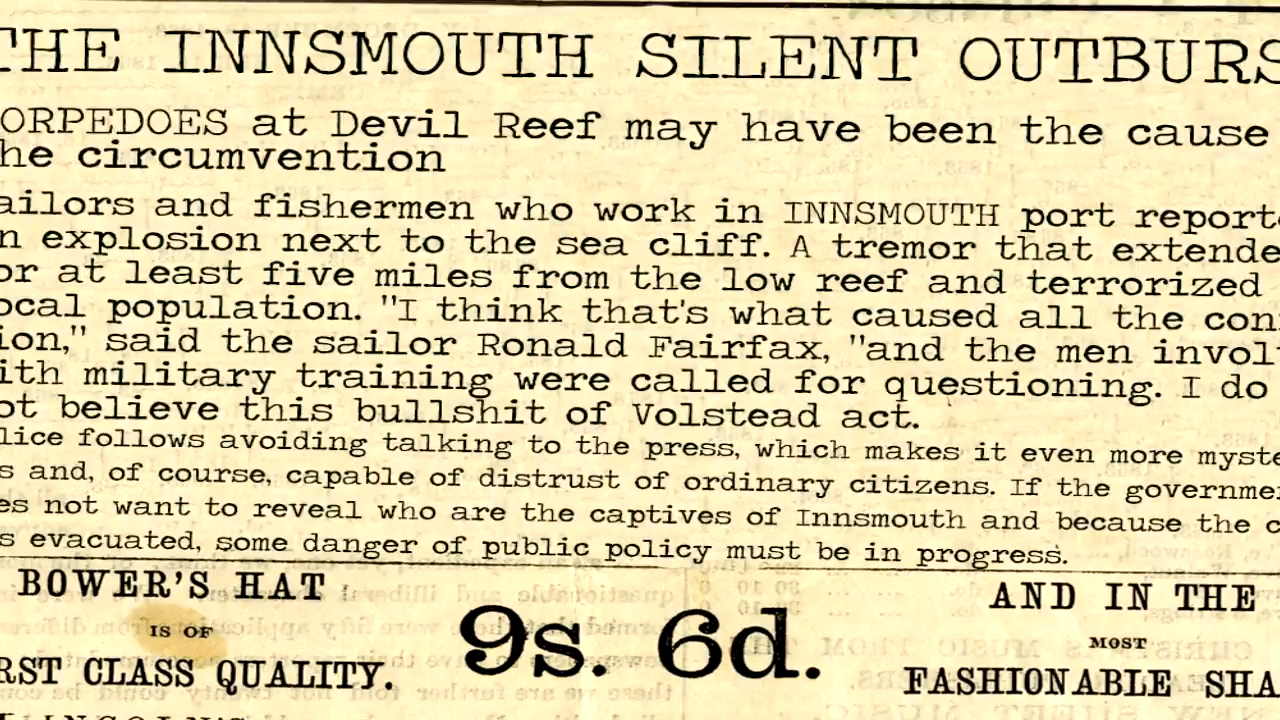 THE INNSMOUTH SILENT OUTBURS
ORPEDOES at Devil Reef may have been the cause
he circumvention
ailors and fishermen who work in INNSMOUTH port report
n explosion next to the sea cliff. A tremor that extende
or at least five miles from the low reef and terrorized
ocal population. "I think that's what caused all the con
ion," said the sailor Ronald Fairfax, "and the men invol
ith military training were called for questioning. I do
ot believe this bullshit of Volstead act.
lice follows avoiding talking to the press, which makes it even more myste
s and, of course, capable of distrust of ordinary citizens. If the governme
es not want to reveal who are the captives of Innsmouth and because the c
s evacuated, some danger of public policy must be in progress.
BOWER'S HAT
IS OF
RST CLASS QUALITY.
9s. 6d.
AND IN THE
MOST
FASHIONABLE SHA